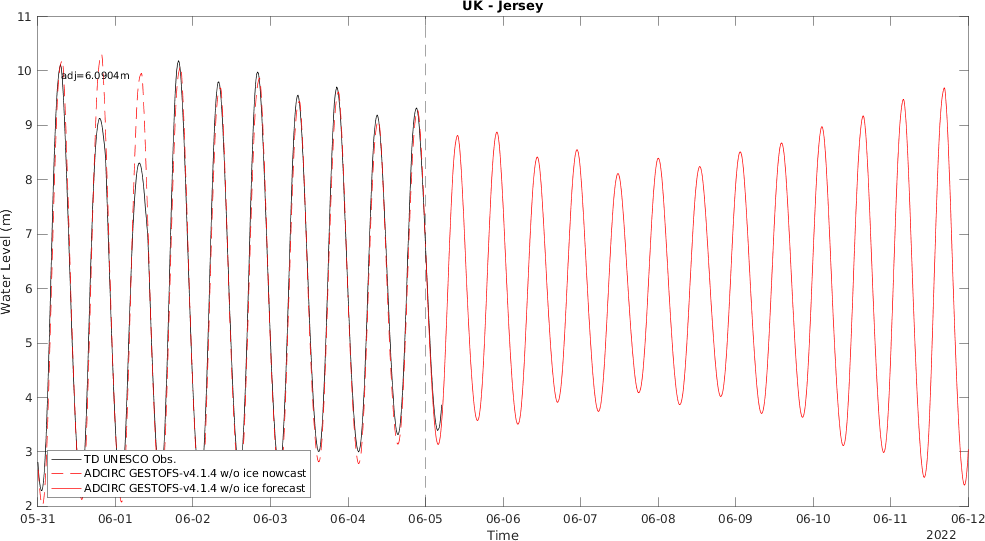 UK - Jersey
11
10
9
8
7
6
5
4
3
2
Water Level (m)
adj=6.0904m
TD UNESCO Obs.
ADCIRC GESTOFS-v4.1.4 w/o ice nowcast
ADCIRC GESTOFS-v4.1.4 w/o ice forecast
05-31 06-01 06-02 06-03 06-04 06-05 06-06 06-07 06-08 06-09 06-10 06-11 06-12
Time
2022